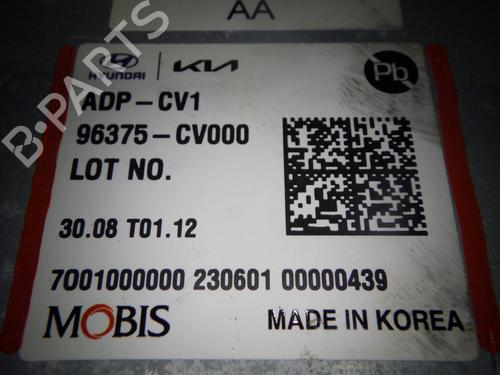 AA
HYUNDAI KIA Pb
ADP-CV1
96375-CV000
LOT NO.
30.08 T01.12
7001000000 230601 00000439
MOBIS MADE IN KOREA
B-PARTS